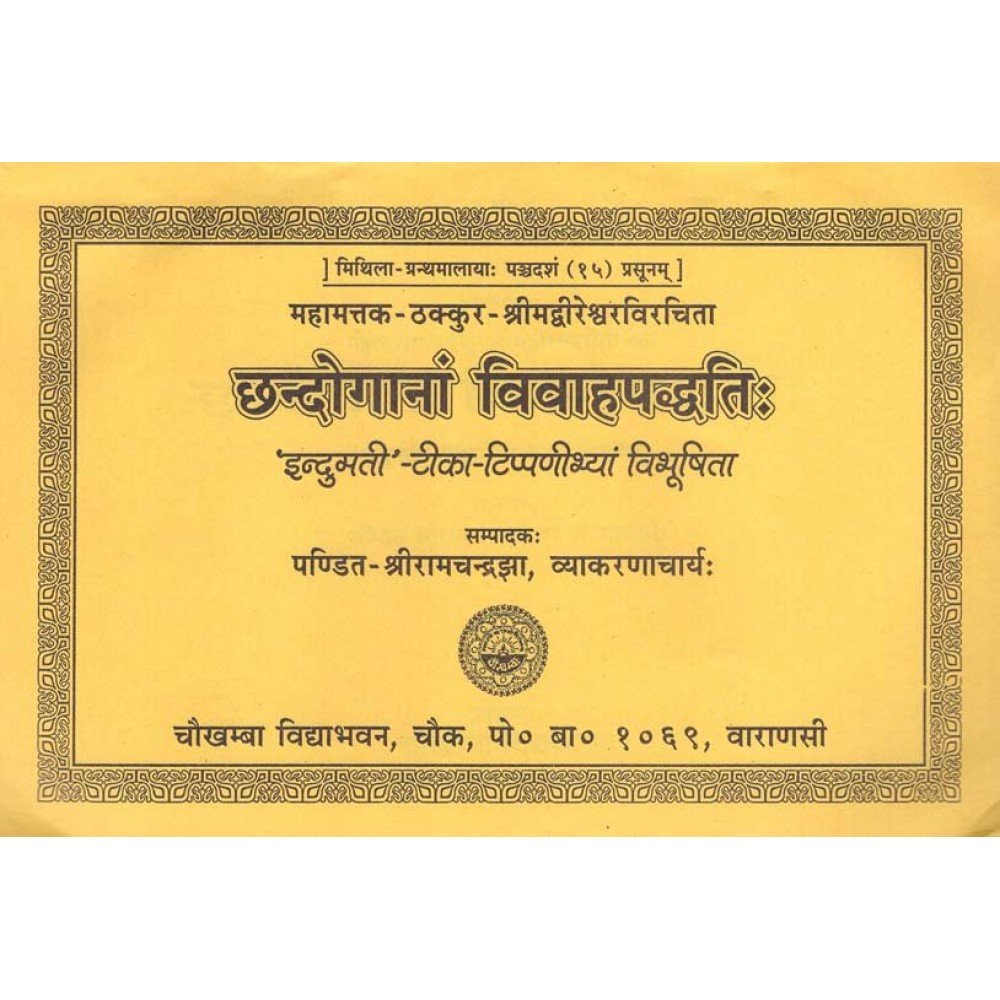 ] मिथिला-ग्रन्थमालायाः पञ्चदशं (१५) प्रसूनम् ]
महामत्तक-ठक्कुर-श्रीमद्वीरेश्वरविरचिता
छन्दोगानां विवाहपद्धतिः
'इन्दुमती'-टीका-टिप्पणीभ्यां विभूषिता
सम्पादकः
पण्डित-श्रीरामचन्द्रझा, व्याकरणाचार्यः
चौखम्बा विद्याभवन, चौक, पो० बा० १०६९, वाराणसी